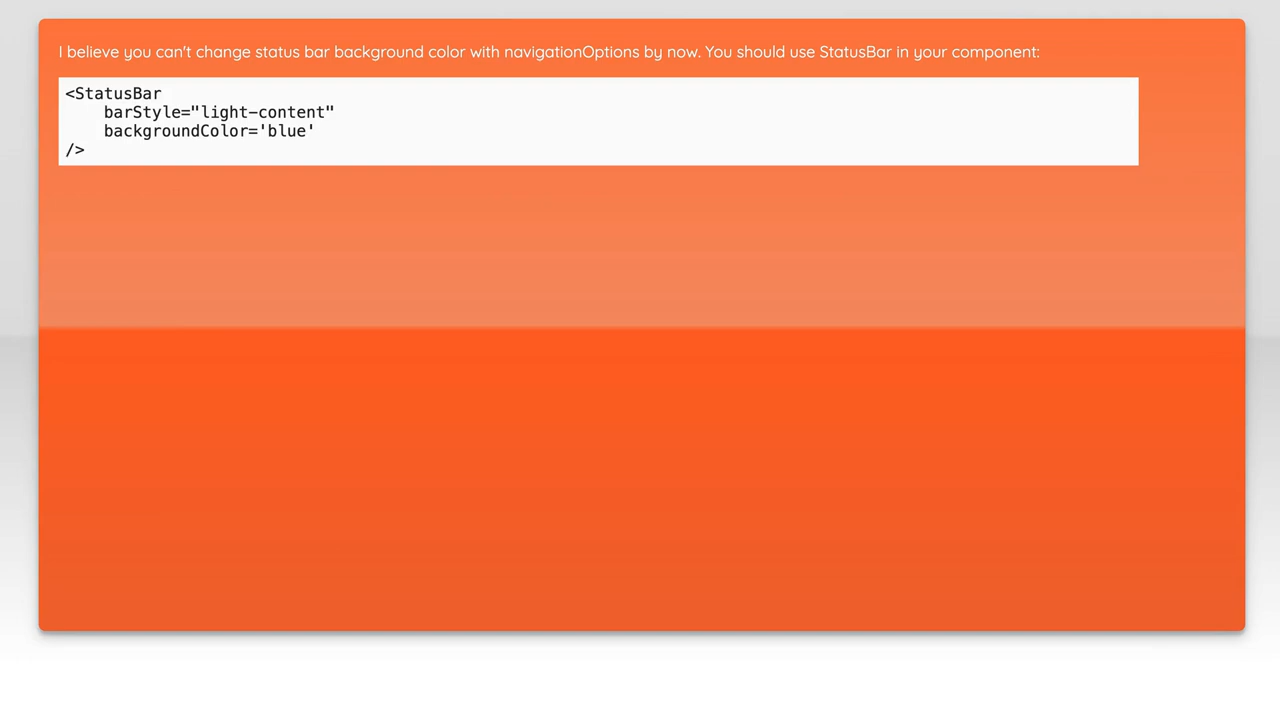 I believe you can't change status bar background color with navigationOptions by now. You should use StatusBar in your component:
<StatusBar
    barStyle="light-content"
    backgroundColor='blue'
/>